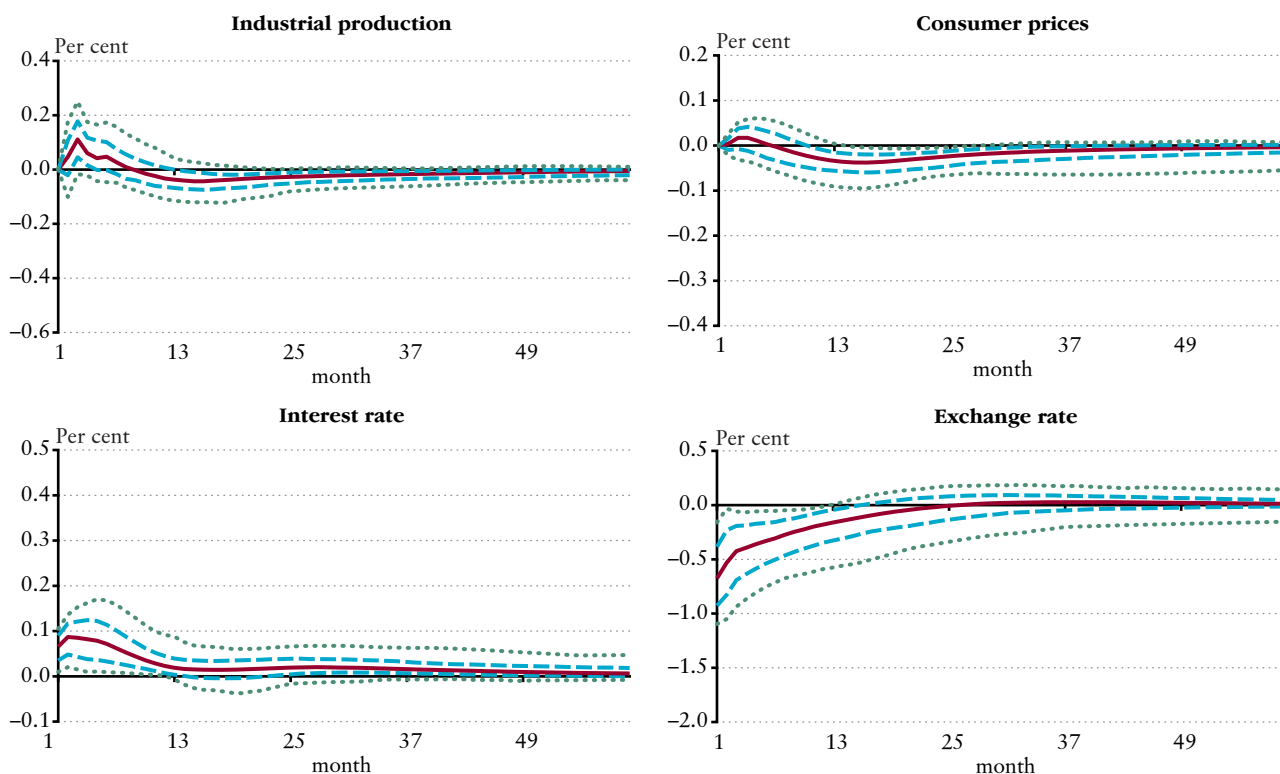 Industrial production
Per cent
0.4
0.2
0.0
−0.2
−0.4
−0.6
1 13 25 37 49
month
Consumer prices
Per cent
0.2
0.1
0.0
−0.1
−0.2
−0.3
−0.4
1 13 25 37 49
month
Interest rate
Per cent
0.5
0.4
0.3
0.2
0.1
0.0
−0.1
1 13 25 37 49
month
Exchange rate
Per cent
0.5
0.0
−0.5
−1.0
−1.5
−2.0
1 13 25 37 49
month